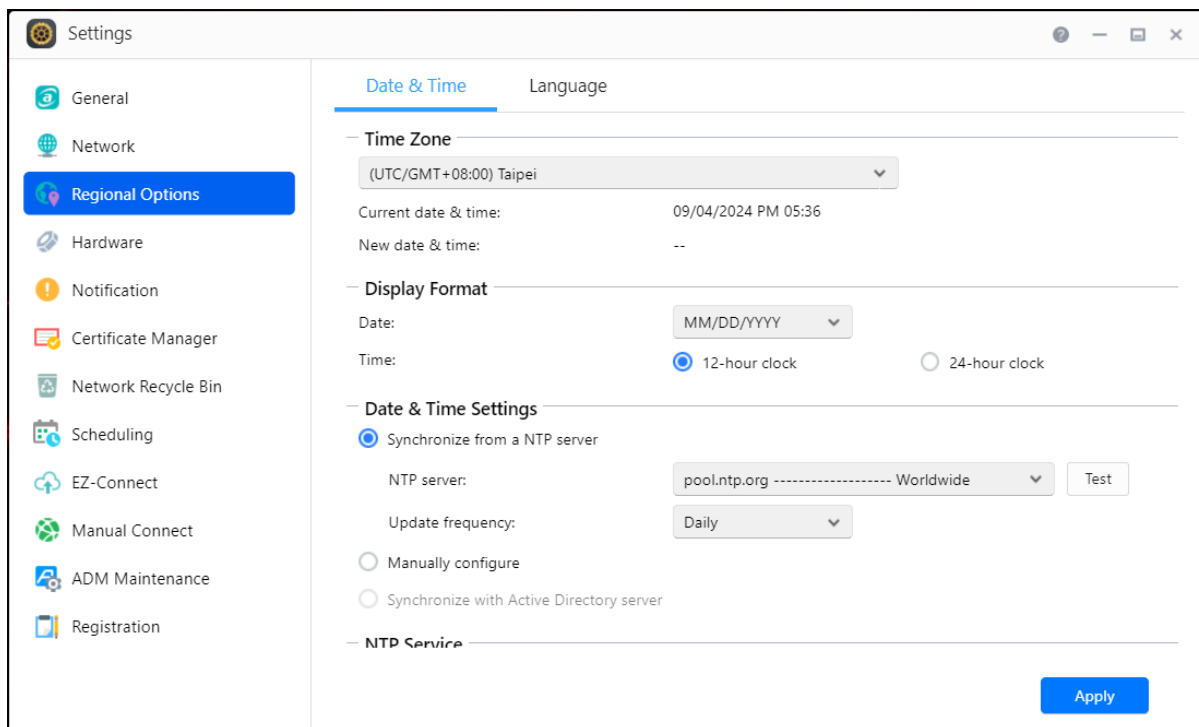 Settings
General
Network
Regional Options
Hardware
Notification
Certificate Manager
Network Recycle Bin
Scheduling
EZ-Connect
Manual Connect
ADM Maintenance
Registration
Date & Time Language
Time Zone
(UTC/GMT+08:00) Taipei
Current date & time: 09/04/2024 PM 05:36
New date & time: --
Display Format
Date: MM/DD/YYYY
Time: 12-hour clock 24-hour clock
Date & Time Settings
Synchronize from a NTP server
NTP server: pool.ntp.org ------------------- Worldwide Test
Update frequency: Daily
Manually configure
Synchronize with Active Directory server
NTP Service
Apply